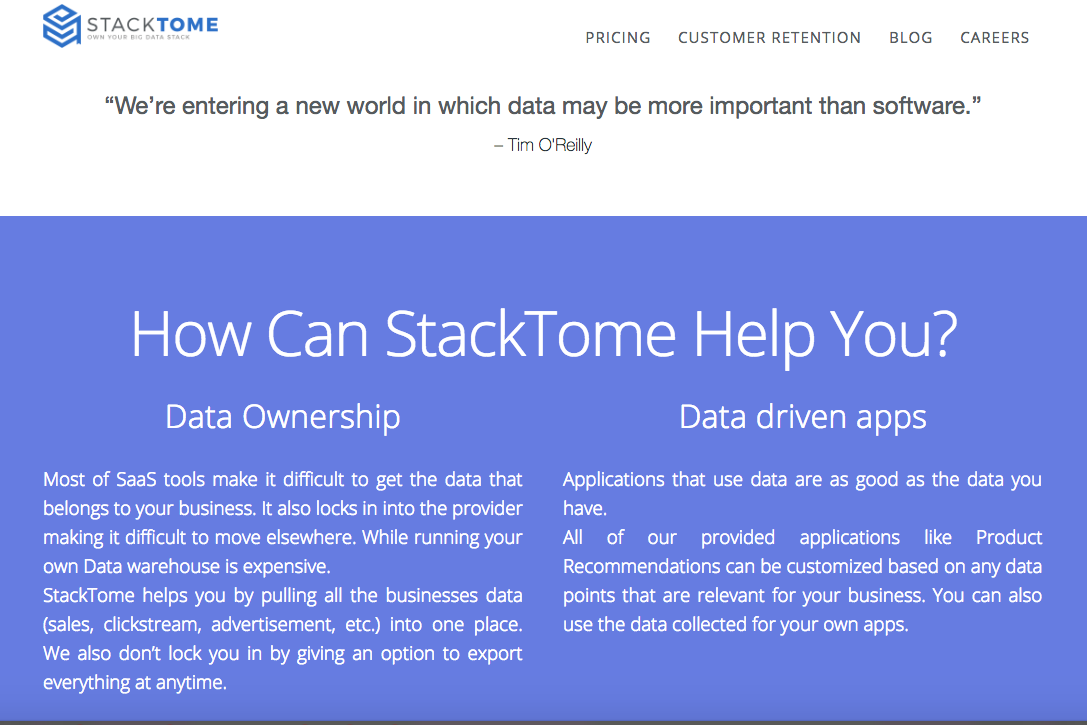 STACKTOME
OWN YOUR BIG DATA STACK
PRICING CUSTOMER RETENTION BLOG CAREERS
“We’re entering a new world in which data may be more important than software.”
– Tim O'Reilly
How Can StackTome Help You?
Data Ownership
Most of SaaS tools make it difficult to get the data that
belongs to your business. It also locks in into the provider
making it difficult to move elsewhere. While running your
own Data warehouse is expensive.
StackTome helps you by pulling all the businesses data
(sales, clickstream, advertisement, etc.) into one place.
We also don’t lock you in by giving an option to export
everything at anytime.
Data driven apps
Applications that use data are as good as the data you
have.
All of our provided applications like Product
Recommendations can be customized based on any data
points that are relevant for your business. You can also
use the data collected for your own apps.